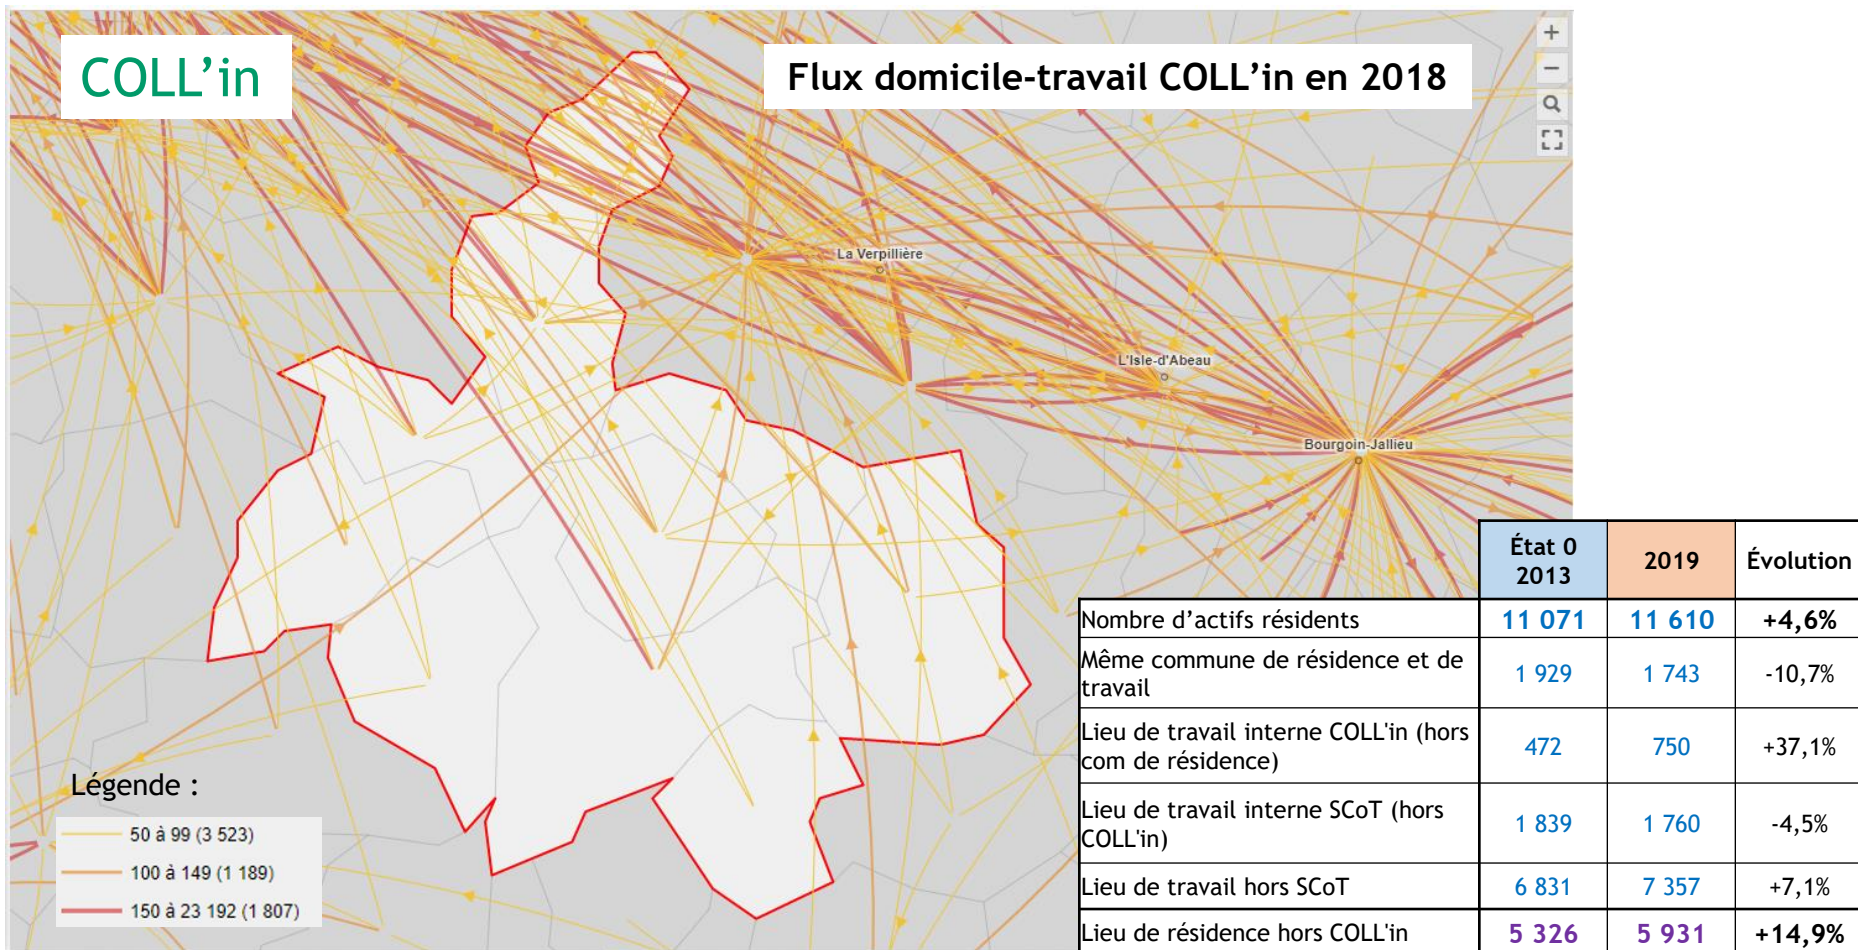 COLL’in
Flux domicile-travail COLL’in en 2018
+
−
La Verpillière
L'Isle-d'Abeau
Bourgoin-Jallieu
Légende :
50 à 99 (3 523)
100 à 149 (1 189)
150 à 23 192 (1 807)
État 0 2013 2019 Évolution
Nombre d’actifs résidents 11 071 11 610 +4,6%
Même commune de résidence et de travail 1 929 1 743 -10,7%
Lieu de travail interne COLL'in (hors com de résidence) 472 750 +37,1%
Lieu de travail interne SCoT (hors COLL'in) 1 839 1 760 -4,5%
Lieu de travail hors SCoT 6 831 7 357 +7,1%
Lieu de résidence hors COLL'in 5 326 5 931 +14,9%